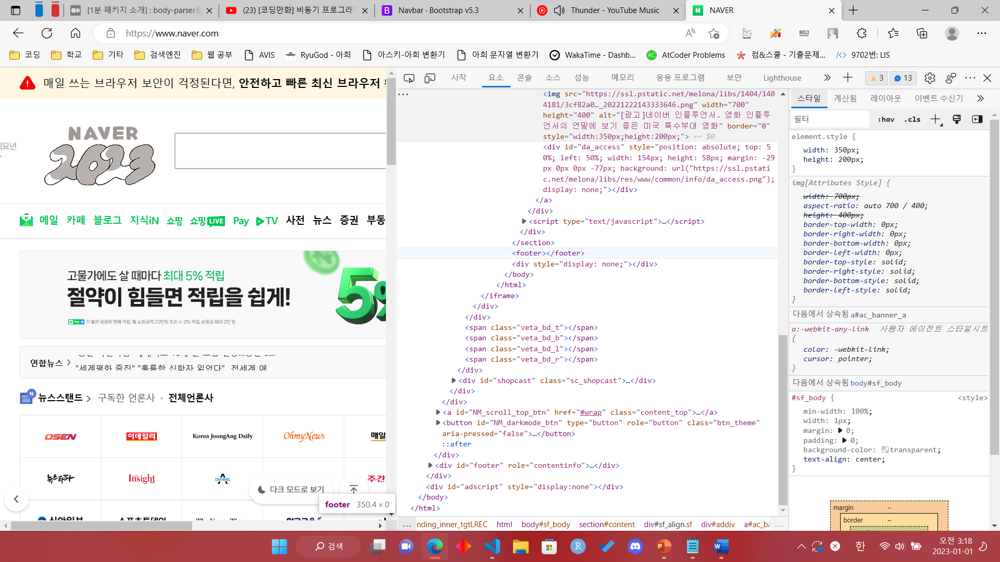 [1분 패키지 소개] : body-parser를
(23) [코딩만화] 비동기 프로그래밍
Navbar · Bootstrap v5.3
Thunder - YouTube Music
NAVER
https://www.naver.com
BOJ
코딩
학교
기타
검색엔진
웹 공부
AVIS
RyuGod - 아희
아스키-아희 변환기
아희 문자열 변환기
WakaTime - Dashb...
AtCoder Problems
컴&스쿨 - 기출문제...
9702번: LIS
매일 쓰는 브라우저 보안이 걱정된다면, 안전하고 빠른 최신 브라우저
NAVER
2023
계묘년
메일
카페
블로그
지식iN
쇼핑
쇼핑LIVE
Pay
TV
사전
뉴스
증권
부동
고물가에도 살 때마다 최대 5% 적립
절약이 힘들면 적립을 쉽게!
N Pay+ 가 붙은 상품에 한해 적립, 월 쇼핑금액 20만원 초과 시 2% 적립, 상품당 최대 2만 원
5%
연합뉴스
"세계평화 증진" "훌륭한 신학자 잃었다"…전세계 애
뉴스스탠드
구독한 언론사
전체언론사
OSEN
이데일리
Korea JoongAng Daily
OhmyNews
매일
뉴스타파
Insight
CHANNEL
주간
다크 모드로 보기
footer 350.4 × 0
시작
요소
콘솔
소스
성능
메모리
응용 프로그램
보안
Lighthouse
3
13
<img src="https://ssl.pstatic.net/melona/libs/1404/140
4181/3cf82a0…_20221222143333646.png" width="700"
height="400" alt="[광고]네이버 인플루언서. 영화 인플루
언서의 연말에 보기 좋은 미국 특수부대 영화" border="0"
style="width:350px;height:200px;"> == $0
<div id="da_access" style="position: absolute; top: 5
0%; left: 50%; width: 154px; height: 58px; margin: -29
px 0px 0px -77px; background: url("https://ssl.pstati
c.net/melona/libs/res/www/common/info/da_access.png");
display: none;"></div>
</a>
</div>
<script type="text/javascript">…</script>
</div>
</section>
<footer></footer>
<div style="display: none;"></div>
</body>
</html>
</iframe>
</div>
</div>
<span class="veta_bd_t"></span>
<span class="veta_bd_b"></span>
<span class="veta_bd_l"></span>
<span class="veta_bd_r"></span>
</div>
<div id="shopcast" class="sc_shopcast">…</div>
</div>
</div>
<a id="NM_scroll_top_btn" href="#wrap" class="content_top">…</a>
<button id="NM_darkmode_btn" type="button" role="button" class="btn_theme"
aria-pressed="false">…</button>
::after
</div>
<div id="footer" role="contentinfo">…</div>
</div>
<div id="adscript" style="display:none"></div>
</body>
</html>
... nding_inner_tgtLREC html body#sf_body section#content div#sf_align.sf div#addiv a#ac_ba ...
스타일
계산됨
레이아웃
이벤트 수신기
필터
:hov
.cls
element.style {
width: 350px;
height: 200px;
}
img[Attributes Style] {
width: 700px;
aspect-ratio: auto 700 / 400;
height: 400px;
border-top-width: 0px;
border-right-width: 0px;
border-bottom-width: 0px;
border-left-width: 0px;
border-top-style: solid;
border-right-style: solid;
border-bottom-style: solid;
border-left-style: solid;
}
다음에서 상속됨 a#ac_banner_a
a:-webkit-any-link 사용자 에이전트 스타일시트
{
color: -webkit-link;
cursor: pointer;
}
다음에서 상속됨 body#sf_body
#sf_body { <style>
min-width: 100%;
width: 1px;
margin: 0;
padding: 0;
background-color: transparent;
text-align: center;
}
margin
–
border
–
검색
한
오전 3:18
2023-01-01